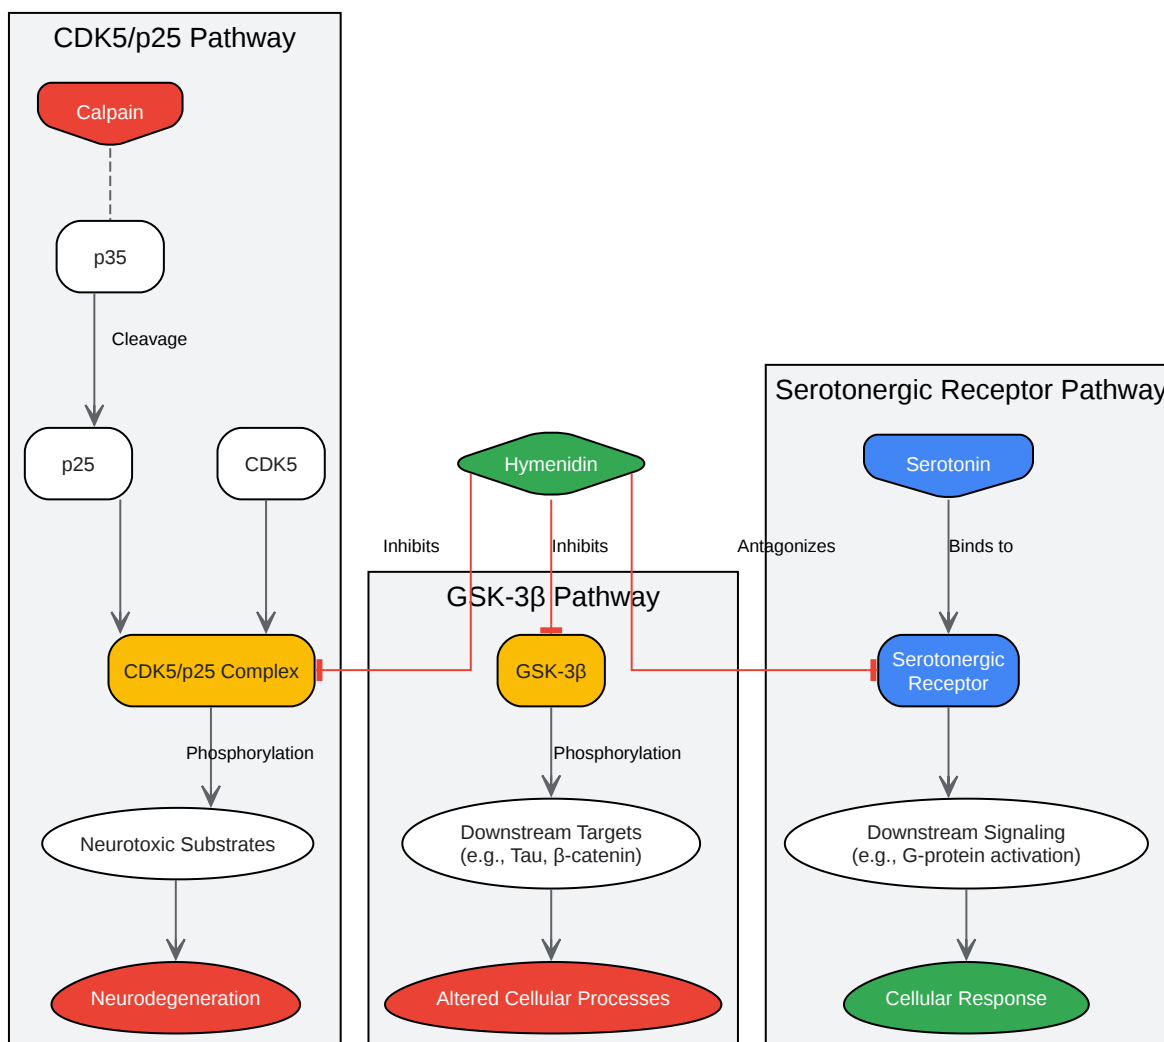 CDK5/p25 Pathway
Calpain
p35
Cleavage
p25
CDK5
CDK5/p25 Complex
Phosphorylation
Neurotoxic Substrates
Neurodegeneration
Hymenidin
Inhibits
Inhibits
Antagonizes
GSK-3β Pathway
GSK-3β
Phosphorylation
Downstream Targets
(e.g., Tau, β-catenin)
Altered Cellular Processes
Serotonergic Receptor Pathway
Serotonin
Binds to
Serotonergic
Receptor
Downstream Signaling
(e.g., G-protein activation)
Cellular Response